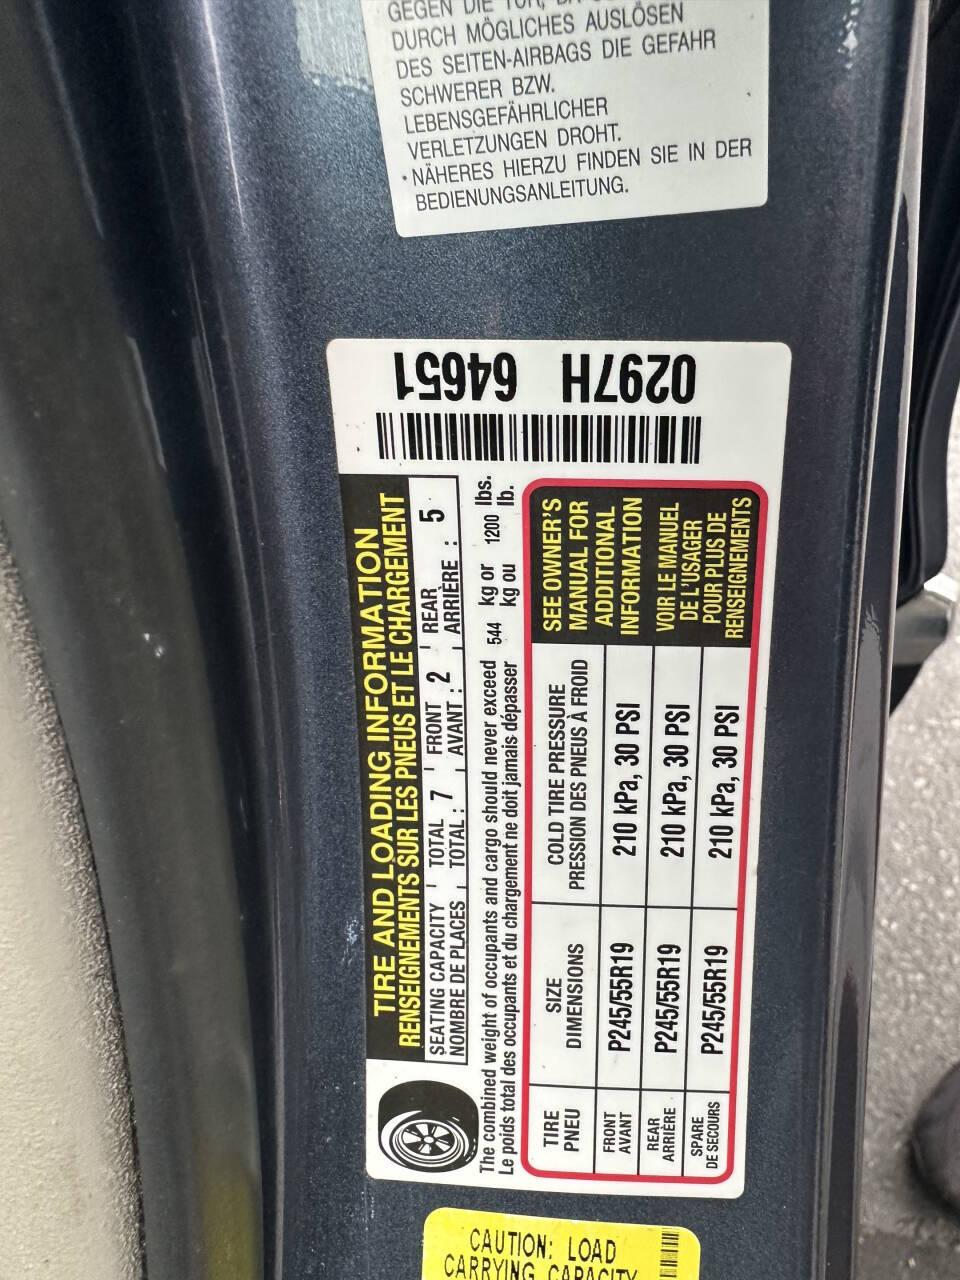 GEGEN DIE TÜR, DA
DURCH MÖGLICHES AUSLÖSEN
DES SEITEN-AIRBAGS DIE GEFAHR
SCHWERER BZW.
LEBENSGEFÄHRLICHER
VERLETZUNGEN DROHT.
• NÄHERES HIERZU FINDEN SIE IN DER
BEDIENUNGSANLEITUNG.
0297H 64651
TIRE AND LOADING INFORMATION
RENSEIGNEMENTS SUR LES PNEUS ET LE CHARGEMENT
SEATING CAPACITY TOTAL 7 FRONT 2 REAR 5
NOMBRE DE PLACES TOTAL : AVANT : ARRIÈRE :
The combined weight of occupants and cargo should never exceed 544 kg or 1200 lbs.
Le poids total des occupants et du chargement ne doit jamais dépasser kg ou lb.
TIRE SIZE COLD TIRE PRESSURE
PNEU DIMENSIONS PRESSION DES PNEUS À FROID
FRONT P245/55R19 210 kPa, 30 PSI
AVANT
REAR P245/55R19 210 kPa, 30 PSI
ARRIÈRE
SPARE P245/55R19 210 kPa, 30 PSI
DE SECOURS
SEE OWNER'S
MANUAL FOR
ADDITIONAL
INFORMATION
VOIR LE MANUEL
DE L'USAGER
POUR PLUS DE
RENSEIGNEMENTS
CAUTION: LOAD
CARRYING CAPACITY